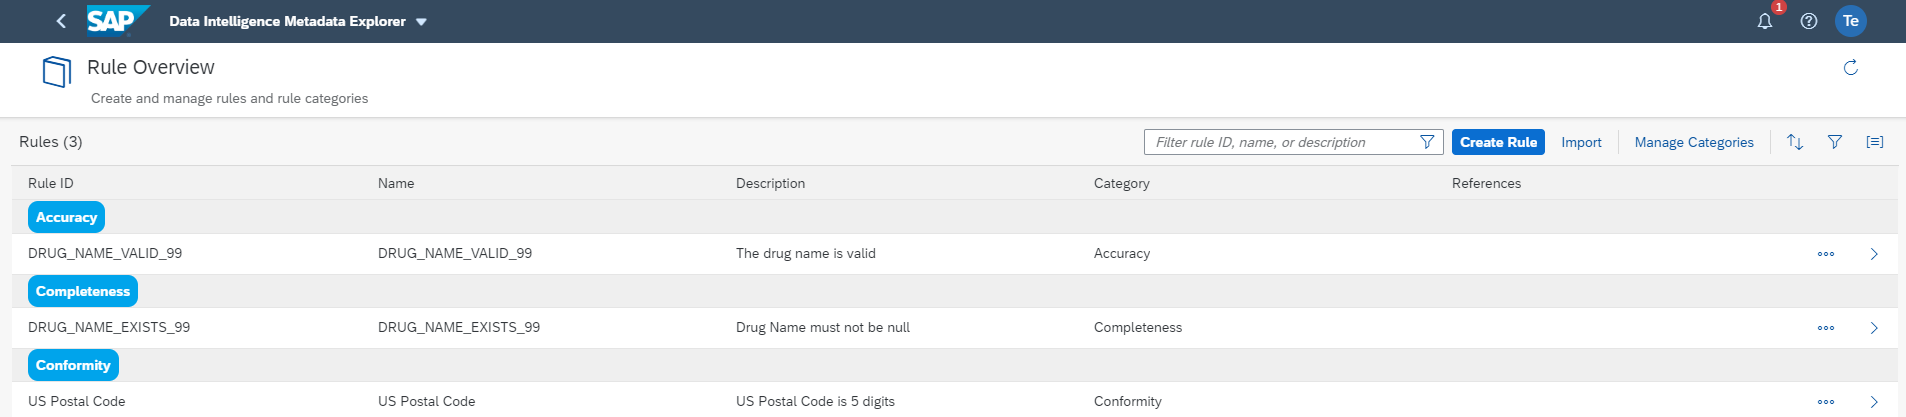 SAP Data Intelligence Metadata Explorer 1 Te
Rule Overview
Create and manage rules and rule categories
Rules (3) Filter rule ID, name, or description Create Rule Import Manage Categories
Rule ID Name Description Category References
Accuracy
DRUG_NAME_VALID_99 DRUG_NAME_VALID_99 The drug name is valid Accuracy
Completeness
DRUG_NAME_EXISTS_99 DRUG_NAME_EXISTS_99 Drug Name must not be null Completeness
Conformity
US Postal Code US Postal Code US Postal Code is 5 digits Conformity